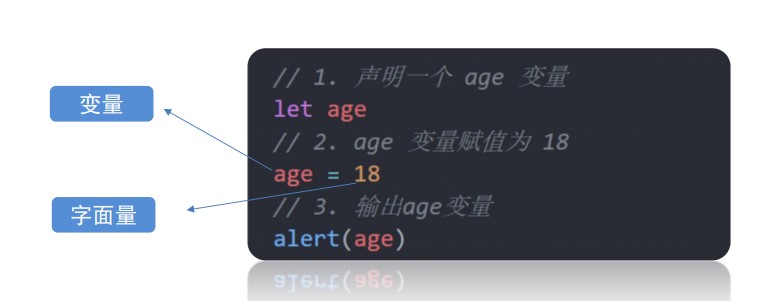 变量
字面量
// 1. 声明一个 age 变量
let age
// 2. age 变量赋值为 18
age = 18
// 3. 输出age变量
alert(age)